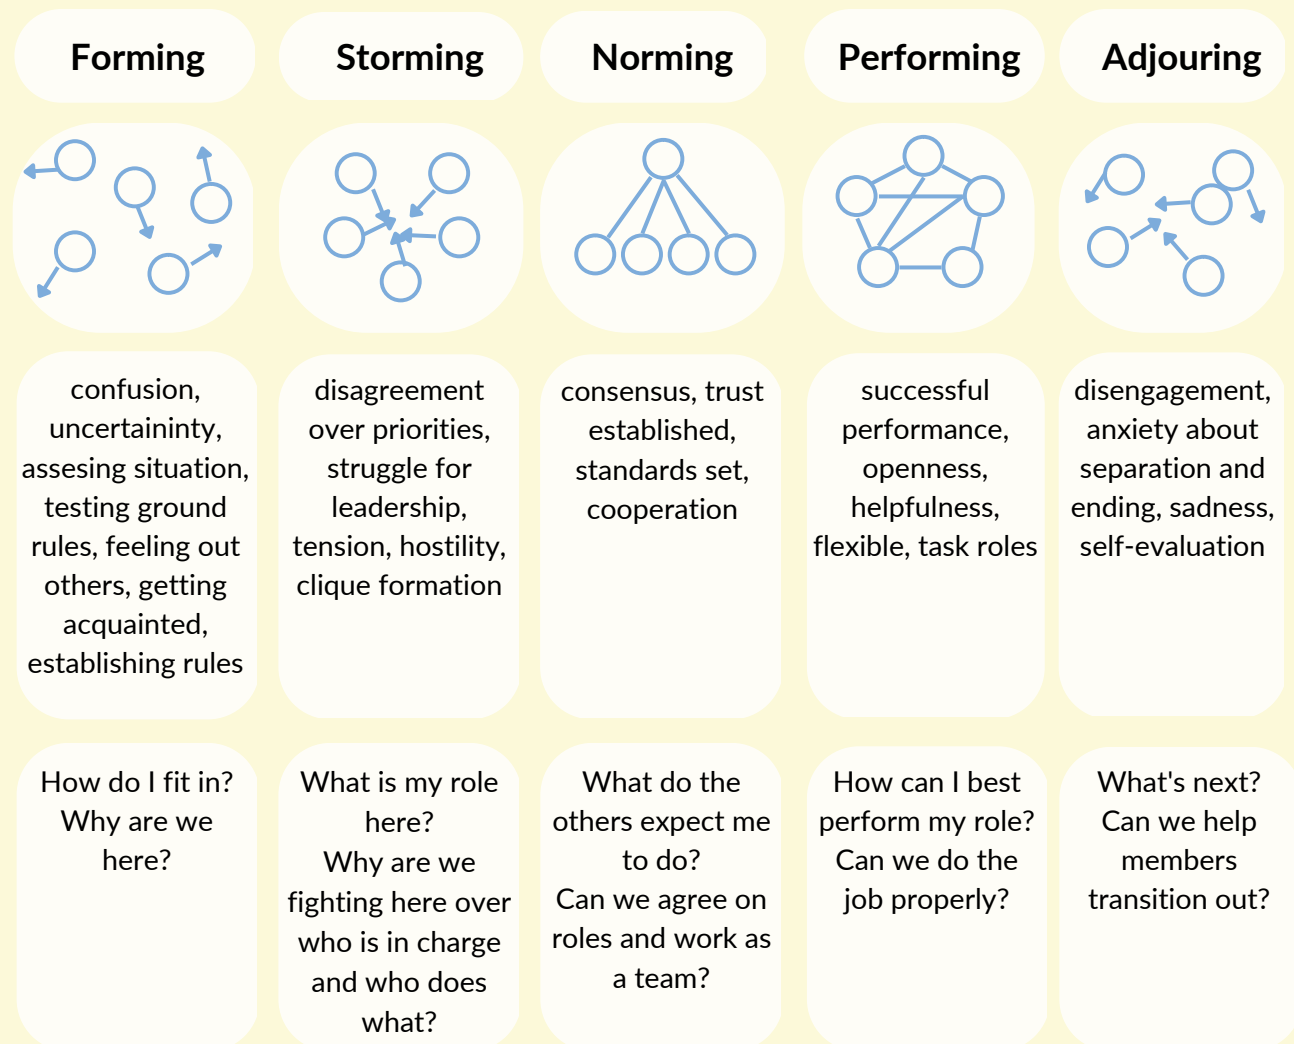 Forming
Storming
Norming
Performing
Adjouring
confusion,
uncertaininty,
assesing situation,
testing ground
rules, feeling out
others, getting
acquainted,
establishing rules
disagreement
over priorities,
struggle for
leadership,
tension, hostility,
clique formation
consensus, trust
established,
standards set,
cooperation
successful
performance,
openness,
helpfulness,
flexible, task roles
disengagement,
anxiety about
separation and
ending, sadness,
self-evaluation
How do I fit in?
Why are we
here?
What is my role
here?
Why are we
fighting here over
who is in charge
and who does
what?
What do the
others expect me
to do?
Can we agree on
roles and work as
a team?
How can I best
perform my role?
Can we do the
job properly?
What's next?
Can we help
members
transition out?